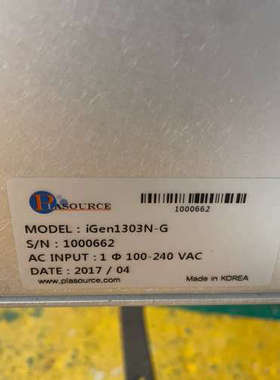 PLASOURCE
1000662
MODEL : iGen1303N-G
S/N : 1000662
AC INPUT : 1 Φ 100-240 VAC
DATE : 2017 / 04
www.plasource.com Made in KOREA